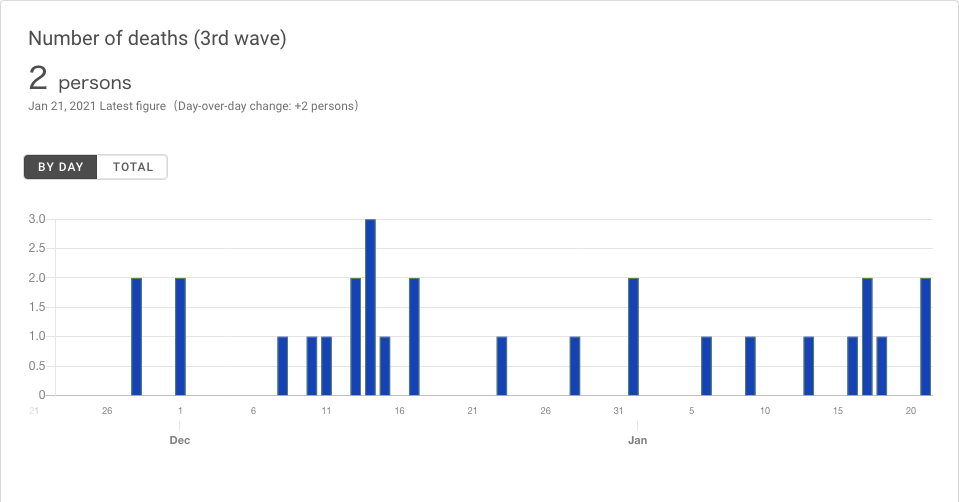 Number of deaths (3rd wave)
2 persons
Jan 21, 2021 Latest figure（Day-over-day change: +2 persons）
BY DAY TOTAL
3.0
2.5
2.0
1.5
1.0
0.5
0
21 26 1 6 11 16 21 26 31 5 10 15 20
Dec Jan